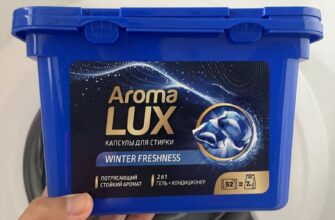 Aroma
LUX
КАПСУЛЫ ДЛЯ СТИРКИ
WINTER FRESHNESS
ПОТРЯСАЮЩИЙ
СТОЙКИЙ АРОМАТ
2 в 1
ГЕЛЬ + КОНДИЦИОНЕР
52 =